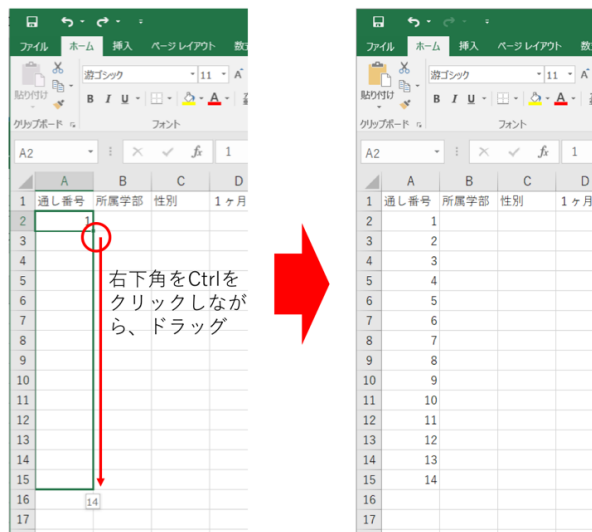 ファイル ホーム 挿入 ページ レイアウト
貼り付け 游ゴシック 11 A
B I U A
クリップボード フォント
A2 fx 1
A B C D
1 通し番号 所属学部 性別 1ヶ月
2 1
3
4
5
6
7
8
9
10
11
12
13
14
15
16
17
右下角をCtrlを
クリックしなが
ら、ドラッグ
14
ファイル ホーム 挿入 ページ レイアウト
貼り付け 游ゴシック 11 A
B I U A
クリップボード フォント
A2 fx 1
A B C D
1 通し番号 所属学部 性別 1ヶ月
2 1
3 2
4 3
5 4
6 5
7 6
8 7
9 8
10 9
11 10
12 11
13 12
14 13
15 14
16
17